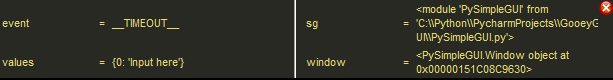 event = __TIMEOUT__
values = {0: 'Input here'}
sg = <module 'PySimpleGUI' from
'C:\\Python\\PycharmProjects\\GooeyG
UI\\PySimpleGUI.py'>
window = <PySimpleGUI.Window object at
0x00000151C08C9630>